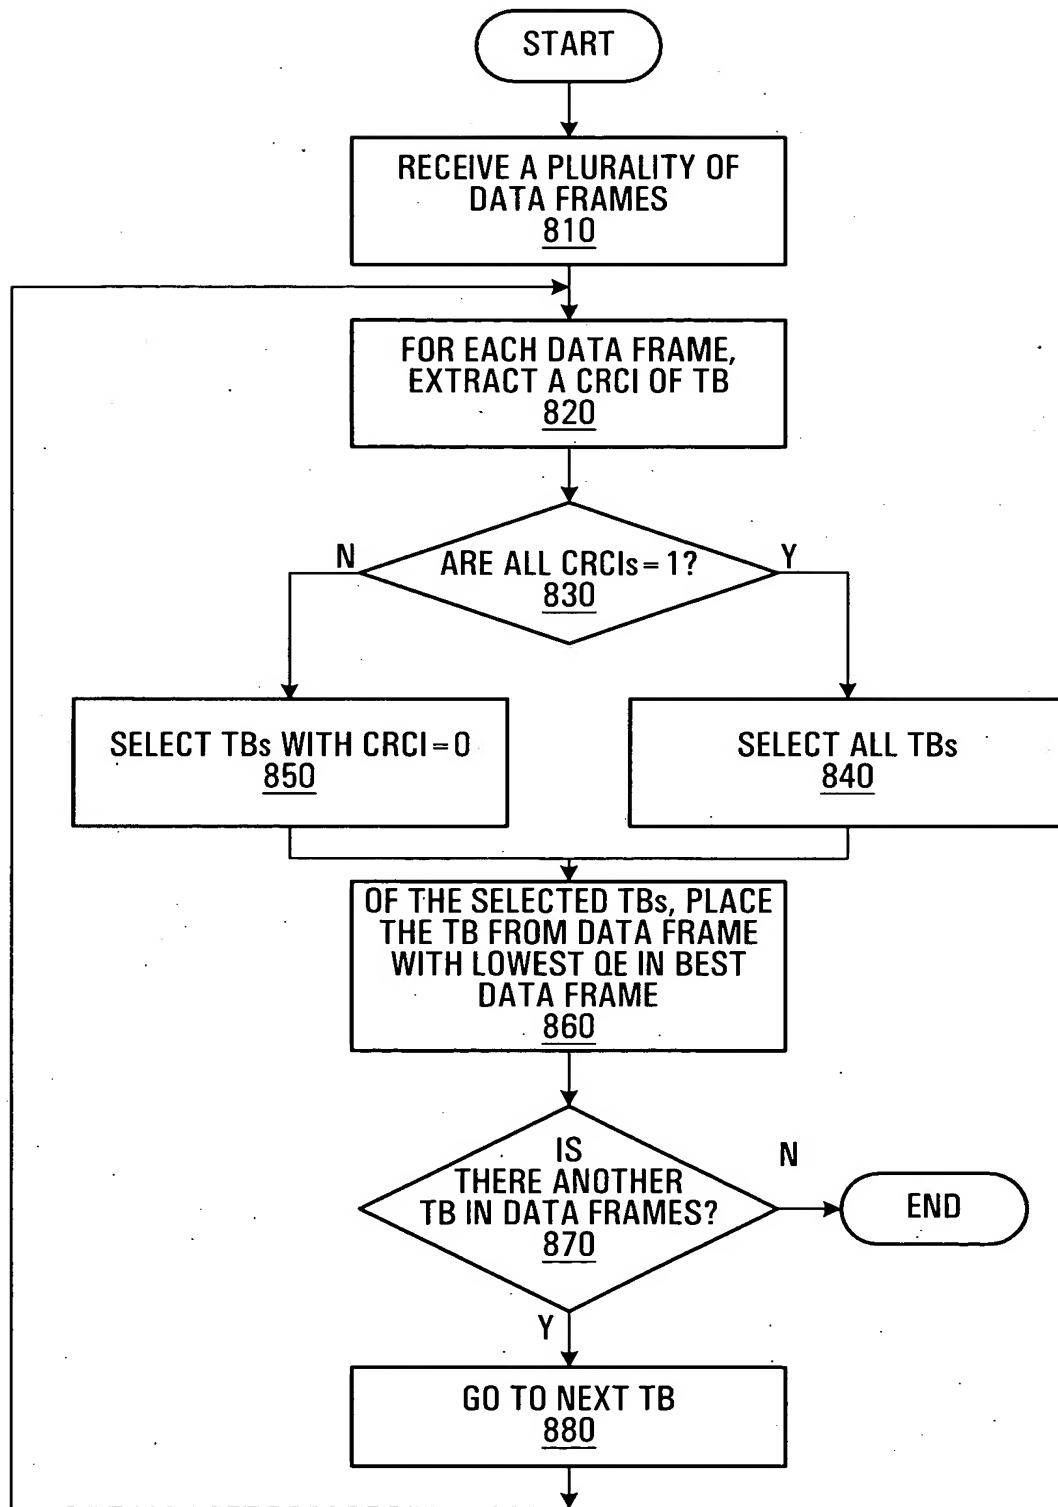 START
RECEIVE A PLURALITY OF
DATA FRAMES
810
FOR EACH DATA FRAME,
EXTRACT A CRCI OF TB
820
ARE ALL CRCIs = 1?
830
N
Y
SELECT TBs WITH CRCI = 0
850
SELECT ALL TBs
840
OF THE SELECTED TBs, PLACE
THE TB FROM DATA FRAME
WITH LOWEST QE IN BEST
DATA FRAME
860
IS
THERE ANOTHER
TB IN DATA FRAMES?
870
N
END
Y
GO TO NEXT TB
880